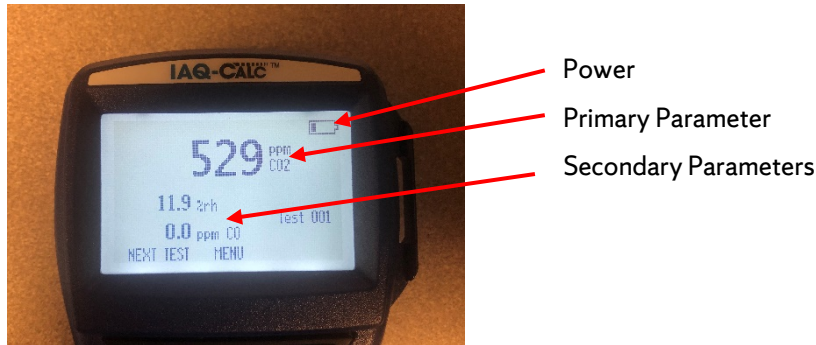 IAQ-CALC™
Power
529 ppm CO2
Primary Parameter
Secondary Parameters
11.9 %rh
Test 001
0.0 ppm CO
NEXT TEST MENU